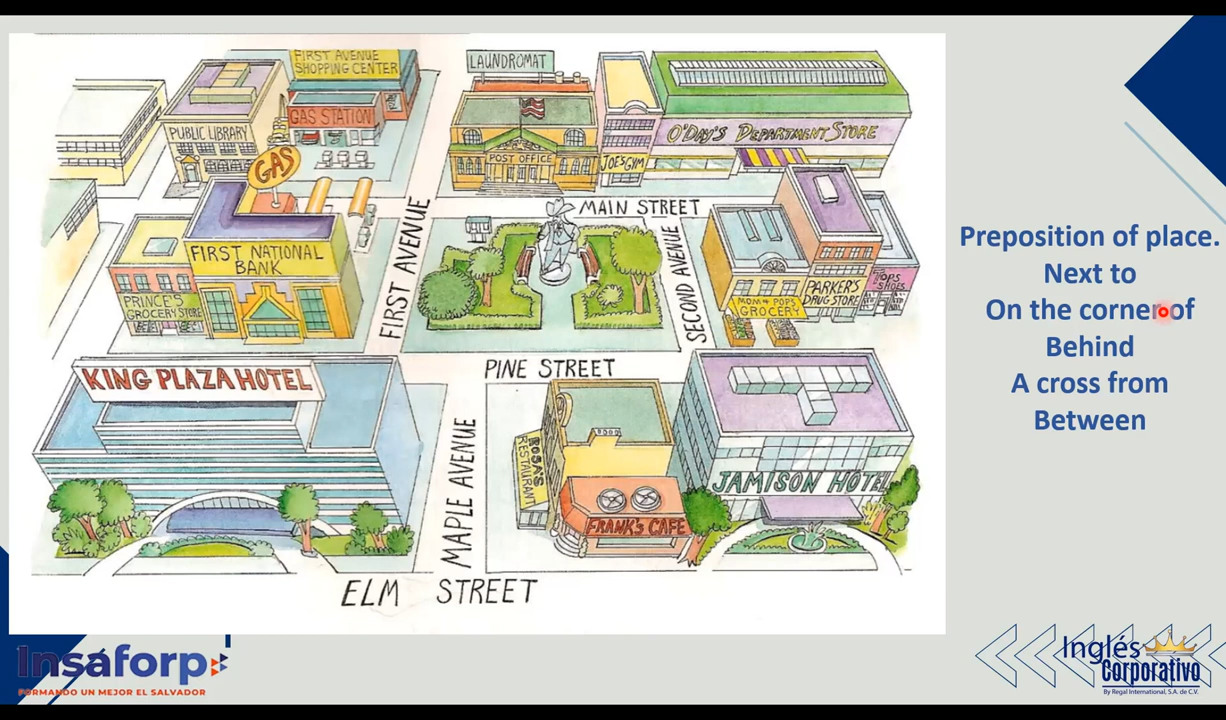 FIRST AVENUE
SHOPPING CENTER
LAUNDROMAT
PUBLIC LIBRARY
GAS STATION
GAS
POST OFFICE
JOE'S GYM
O'DAY'S DEPARTMENT STORE
MAIN STREET
FIRST AVENUE
SECOND AVENUE
FIRST NATIONAL
BANK
PRINCE'S
GROCERY STORE
MOM & POPS
GROCERY
PARKER'S
DRUG STORE
POPS
SHOES
KING PLAZA HOTEL
PINE STREET
MAPLE AVENUE
ROSA'S
RESTAURANT
FRANK'S CAFE
JAMISON HOTEL
ELM STREET
Preposition of place.
Next to
On the corner of
Behind
A cross from
Between
Insaforp
FORMANDO UN MEJOR EL SALVADOR
Inglés
Corporativo
By Regal International, S.A. de C.V.